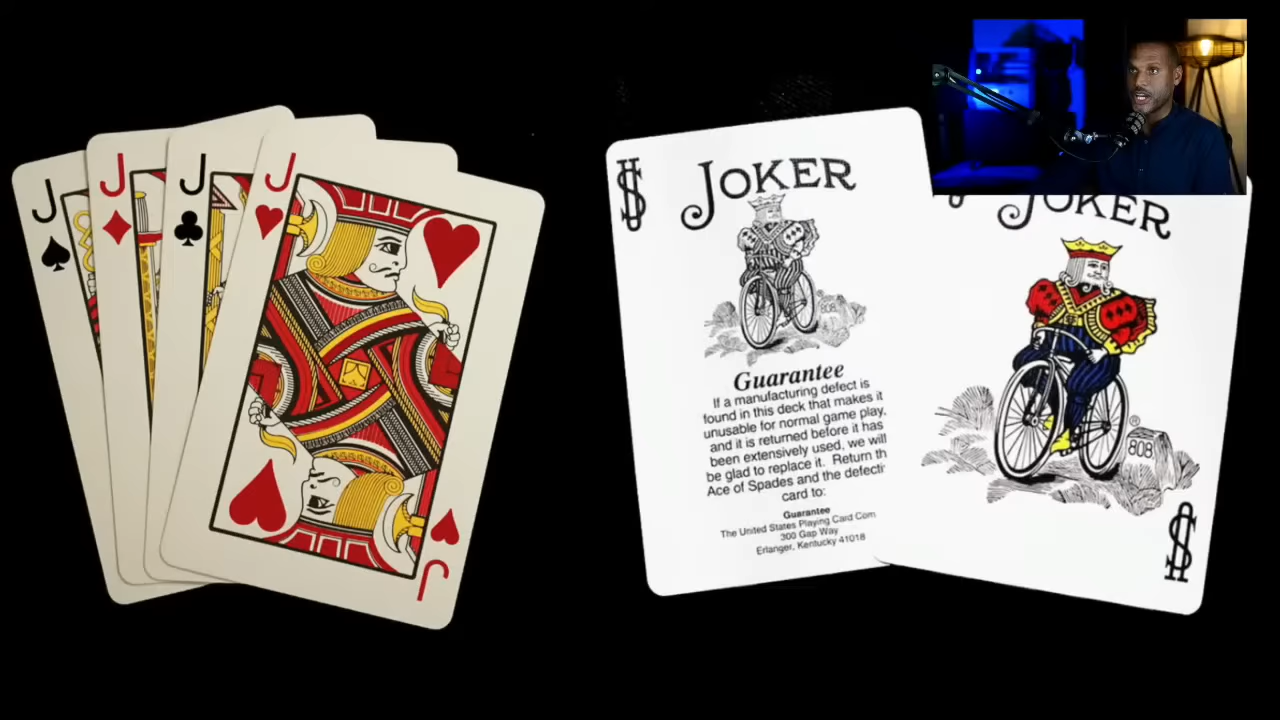 J
J
J
J
J
JOKER
Guarantee
If a manufacturing defect is
found in this deck that makes it
unusable for normal game play,
and it is returned before it has
been extensively used, we will
be glad to replace it. Return th
Ace of Spades and the defecti
card to:
Guarantee
The United States Playing Card Com
300 Gap Way
Erlanger, Kentucky 41018
JOKER
808